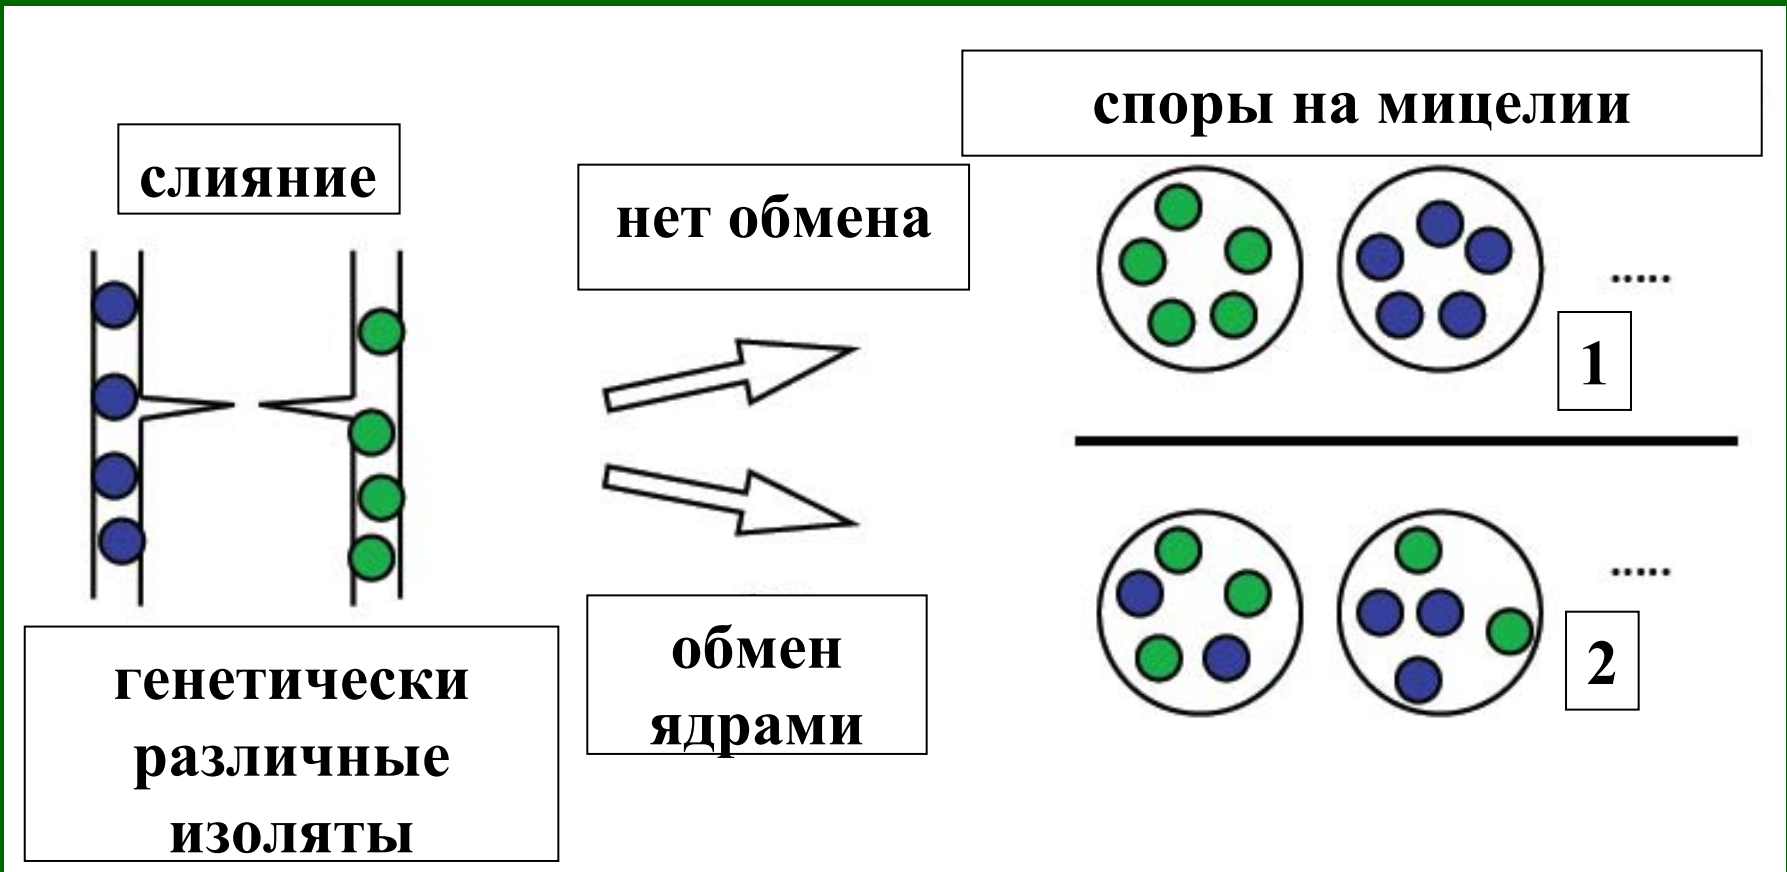 слияние
генетически
различные
изоляты
нет обмена
обмен
ядрами
споры на мицелии
.....
1
.....
2